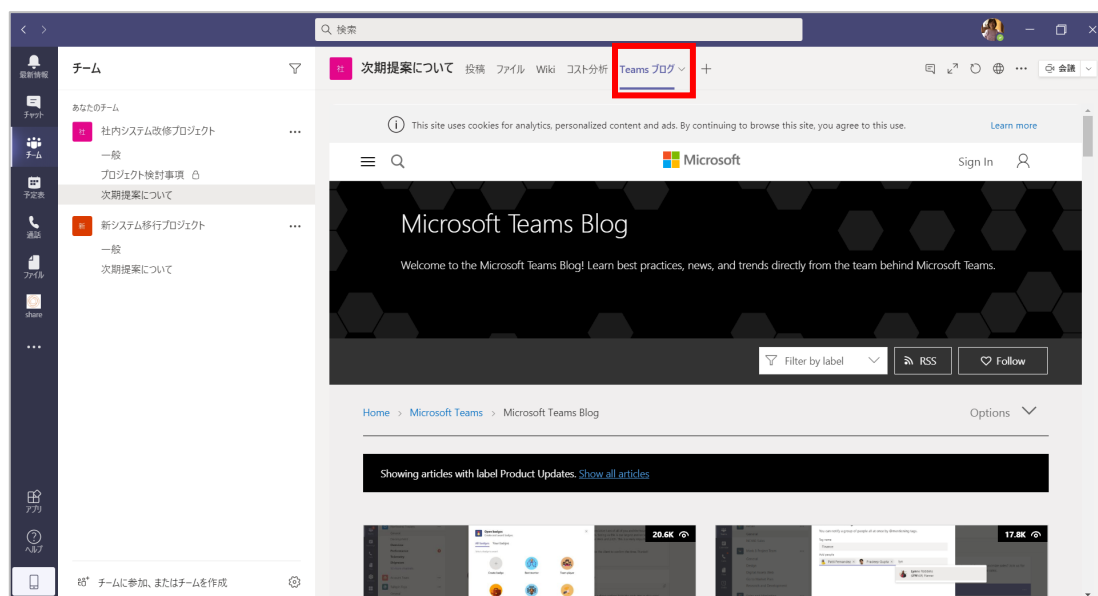 検索
最新情報
チャット
チーム
予定表
通話
ファイル
share
アプリ
ヘルプ
チーム
あなたのチーム
社 社内システム改修プロジェクト
一般
プロジェクト検討事項
次期提案について
新 新システム移行プロジェクト
一般
次期提案について
チームに参加、またはチームを作成
社 次期提案について 投稿 ファイル Wiki コスト分析 Teams ブログ
会議
This site uses cookies for analytics, personalized content and ads. By continuing to browse this site, you agree to this use. Learn more
Microsoft Sign In
Microsoft Teams Blog
Welcome to the Microsoft Teams Blog! Learn best practices, news, and trends directly from the team behind Microsoft Teams.
Filter by label RSS Follow
Home > Microsoft Teams > Microsoft Teams Blog Options
Showing articles with label Product Updates. Show all articles
20.6K
17.8K